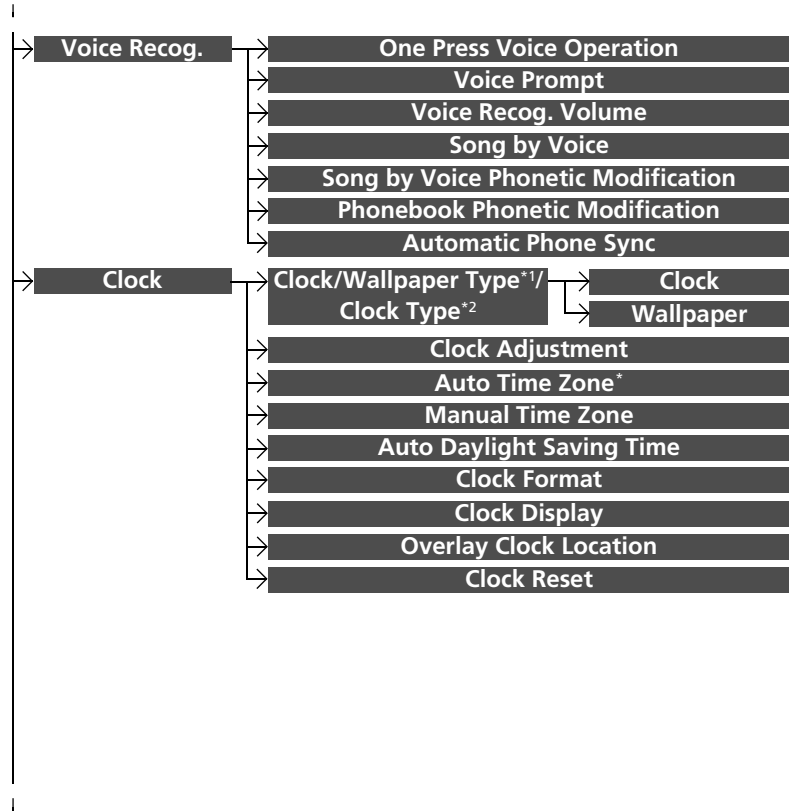 Voice Recog.
One Press Voice Operation
Voice Prompt
Voice Recog. Volume
Song by Voice
Song by Voice Phonetic Modification
Phonebook Phonetic Modification
Automatic Phone Sync
Clock
Clock/Wallpaper Type*1/
Clock Type*2
Clock
Wallpaper
Clock Adjustment
Auto Time Zone*
Manual Time Zone
Auto Daylight Saving Time
Clock Format
Clock Display
Overlay Clock Location
Clock Reset